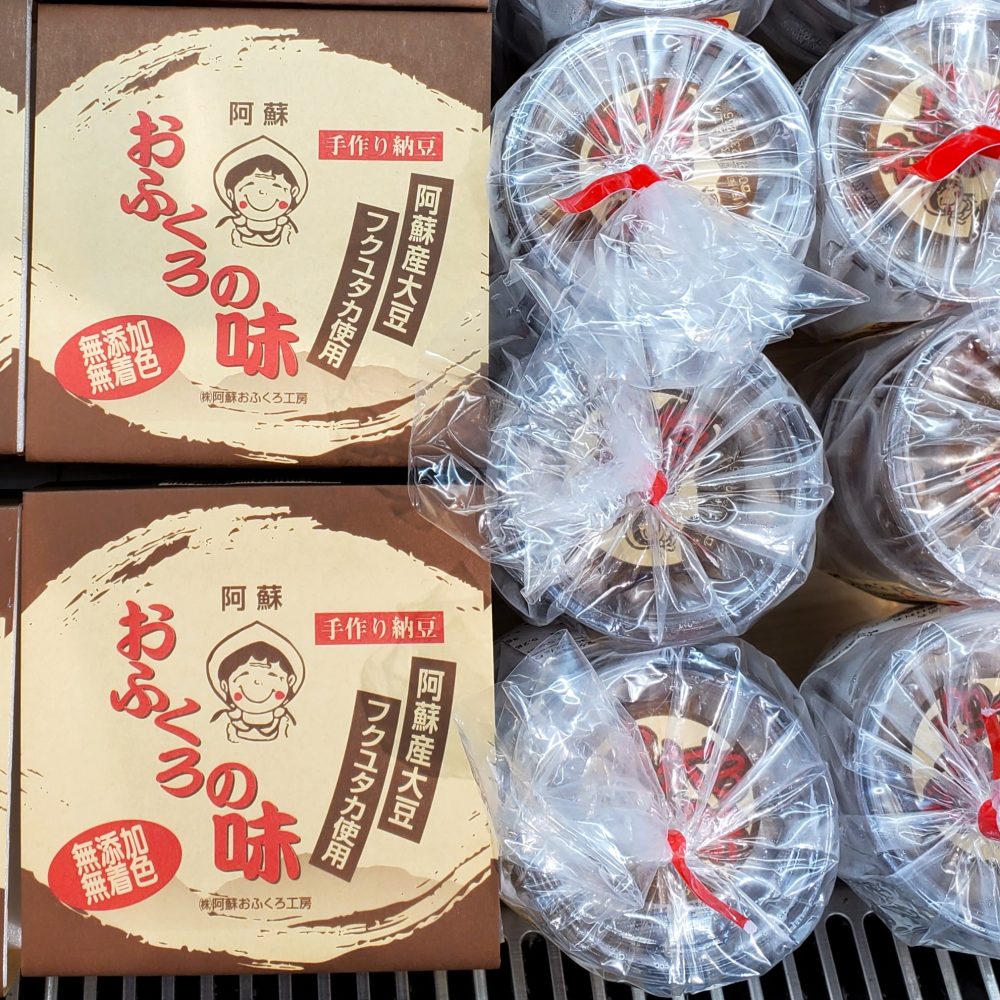 阿蘇
おふくろの味
手作り納豆
阿蘇産大豆
フクユタカ使用
無添加
無着色
㈱阿蘇おふくろ工房
阿蘇
おふくろの味
手作り納豆
阿蘇産大豆
フクユタカ使用
無添加
無着色
㈱阿蘇おふくろ工房